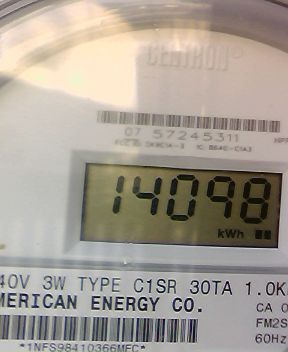 CENTRON®
07 57245311
14098
kWh
40V 3W TYPE C1SR 30TA 1.0K
MERICAN ENERGY CO.
CA 0
FM2S
60Hz
*1NFS98410366MFC*